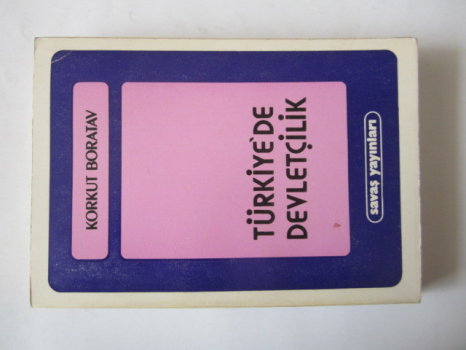 KORKUT BORATAV
TÜRKİYE'DE
DEVLETÇİLİK
savaş yayınları